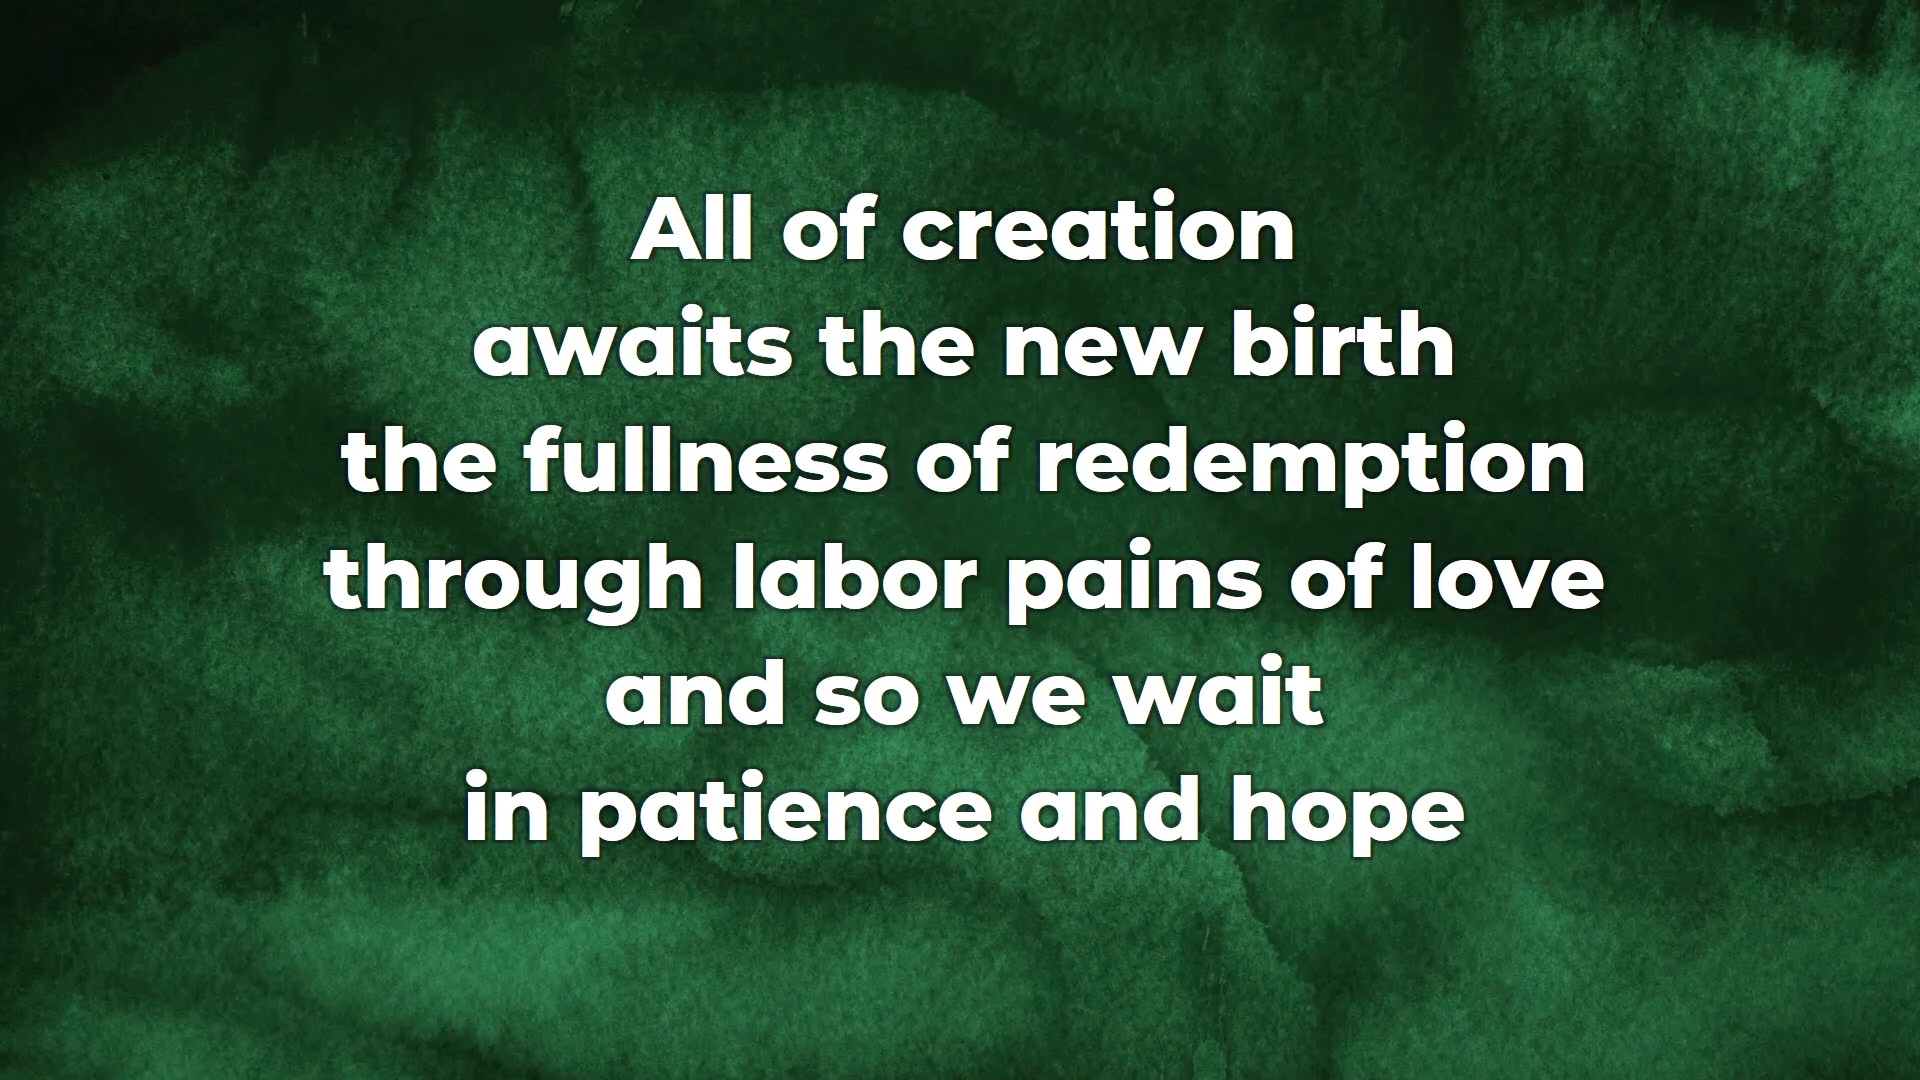 All of creation
awaits the new birth
the fullness of redemption
through labor pains of love
and so we wait
in patience and hope